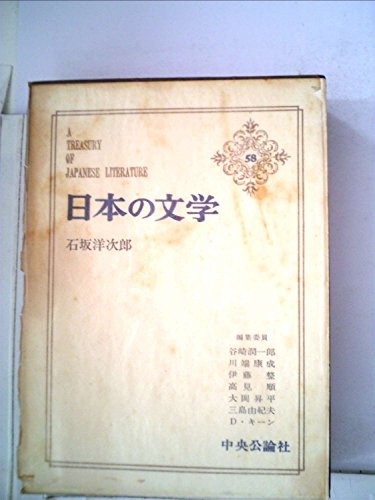 A
TREASURY
OF
JAPANESE LITERATURE
58
日本の文学
石坂洋次郎
編集委員
谷崎潤一郎
川端康成
伊藤整
高見順
大岡昇平
三島由紀夫
D・キーン
中央公論社